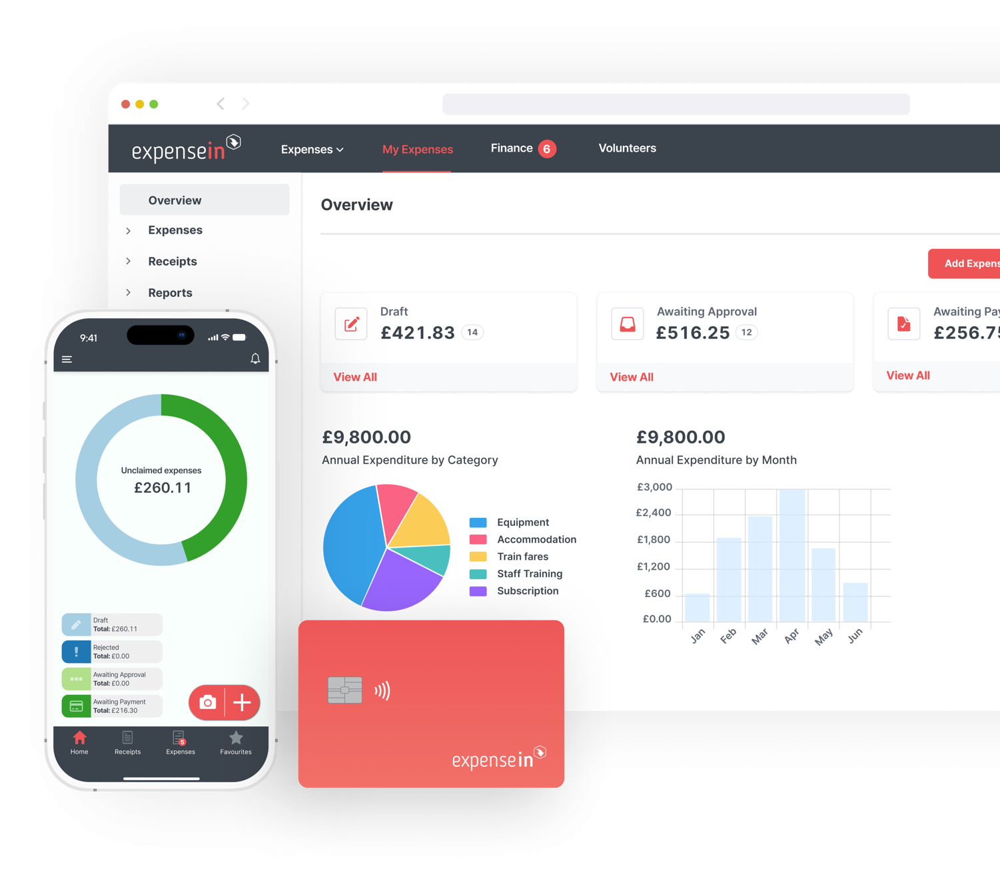 expensein
Expenses
My Expenses
Finance 6
Volunteers
Overview
Expenses
Receipts
Reports
Overview
Add Expens
Draft
£421.83 14
View All
Awaiting Approval
£516.25 12
View All
Awaiting Pay
£256.75
View All
£9,800.00
Annual Expenditure by Category
Equipment
Accommodation
Train fares
Staff Training
Subscription
£9,800.00
Annual Expenditure by Month
£3,000
£2,400
£1,800
£1,200
£600
£0.00
Jan Feb Mar Apr May Jun
9:41
Unclaimed expenses
£260.11
Draft
Total: £260.11
Rejected
Total: £0.00
Awaiting Approval
Total: £0.00
Awaiting Payment
Total: £216.30
5
Home Receipts Expenses Favourites
expensein